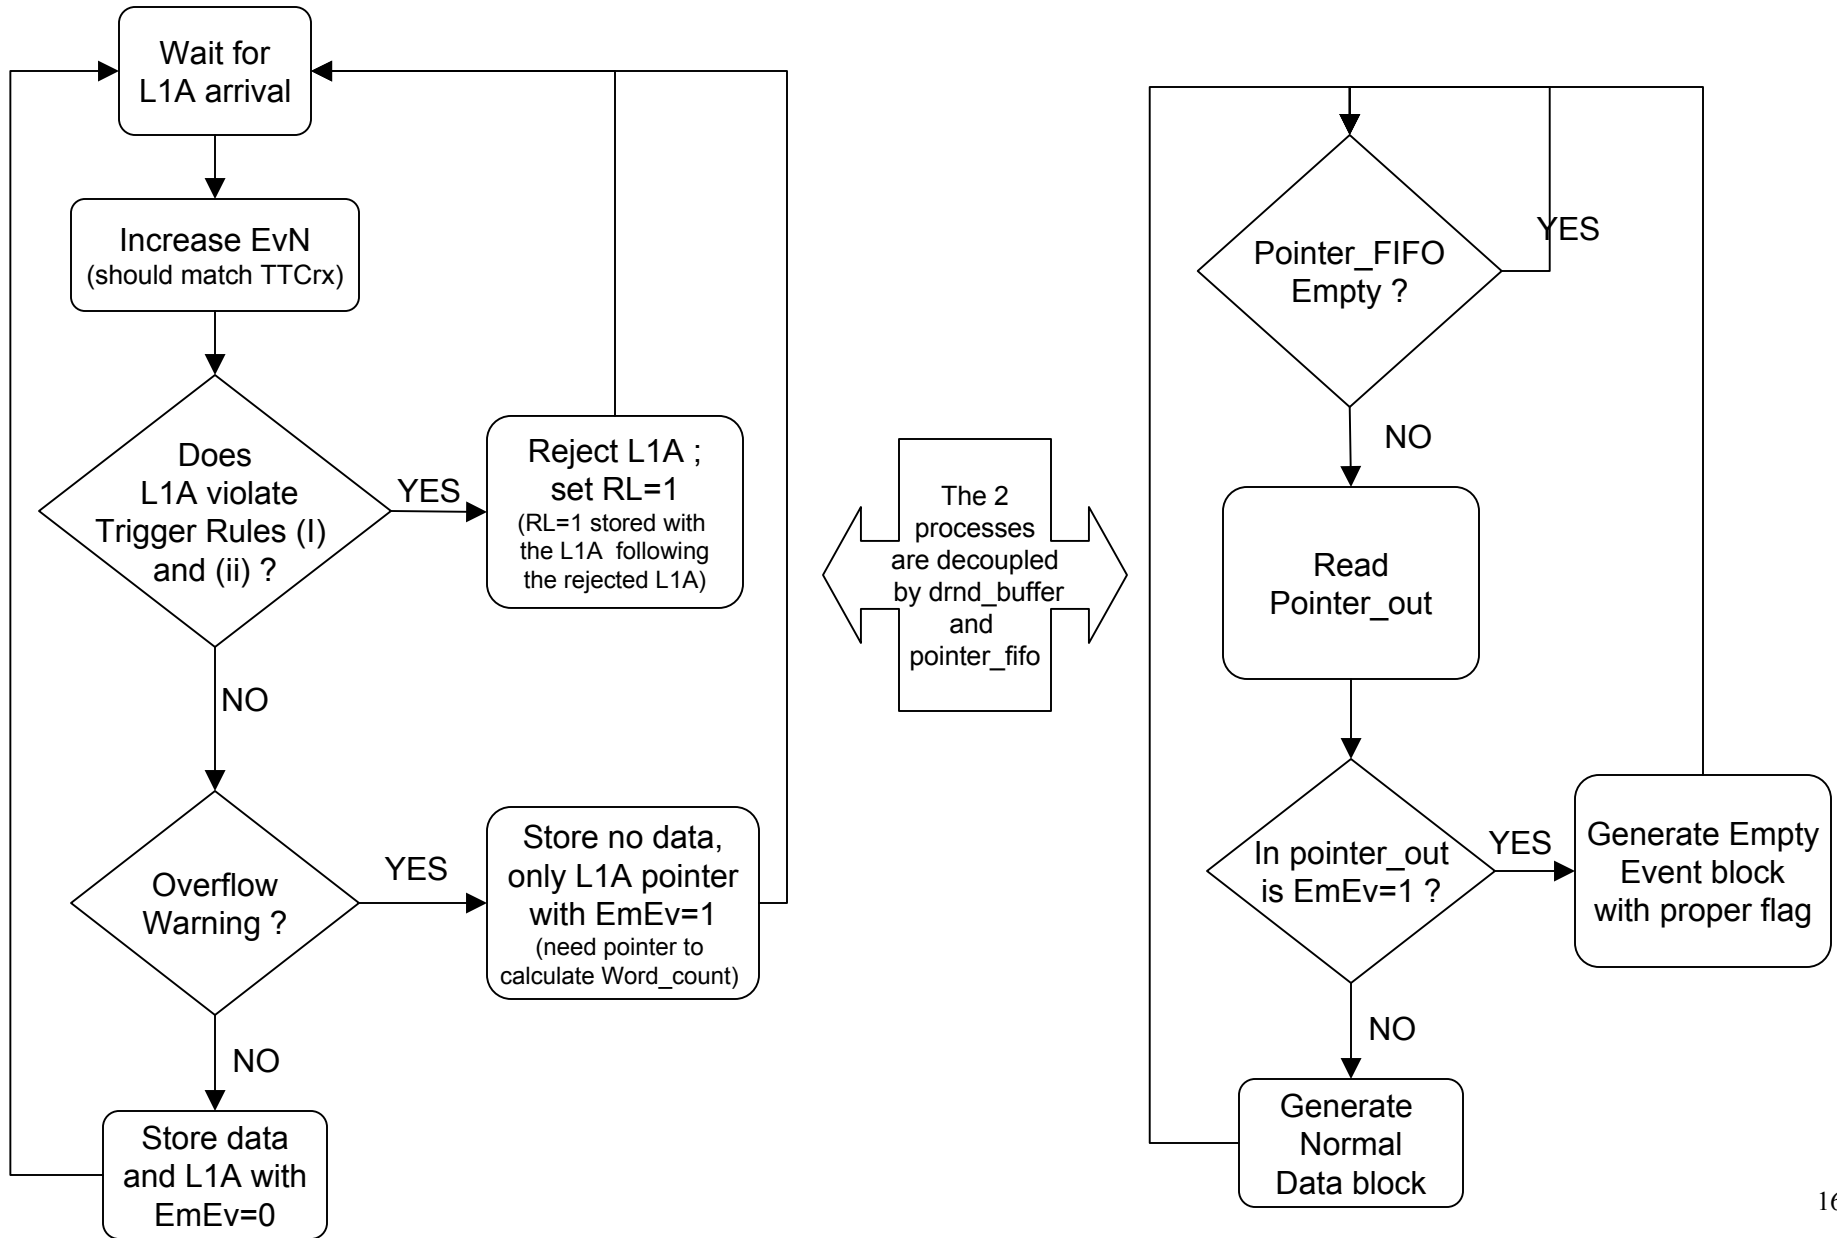 Wait for
L1A arrival
Increase EvN
(should match TTCrx)
Does
L1A violate
Trigger Rules (I)
and (ii) ?
YES
Reject L1A ;
set RL=1
(RL=1 stored with
the L1A following
the rejected L1A)
NO
Overflow
Warning ?
YES
Store no data,
only L1A pointer
with EmEv=1
(need pointer to
calculate Word_count)
NO
Store data
and L1A with
EmEv=0
The 2
processes
are decoupled
by drnd_buffer
and
pointer_fifo
Pointer_FIFO
Empty ?
YES
NO
Read
Pointer_out
In pointer_out
is EmEv=1 ?
YES
Generate Empty
Event block
with proper flag
NO
Generate
Normal
Data block
16